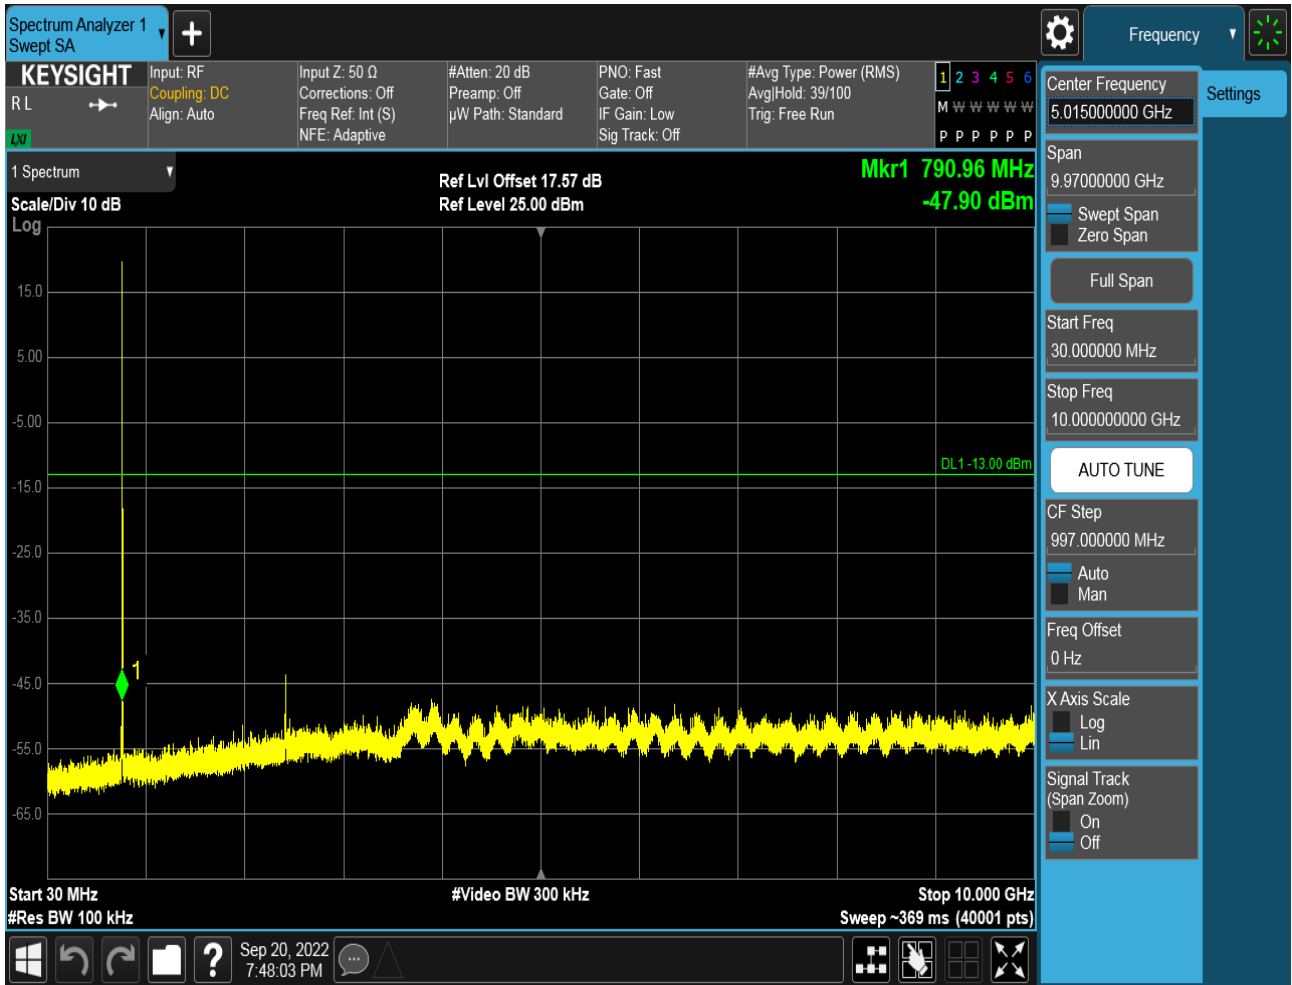 Spectrum Analyzer 1
Swept SA
Frequency
KEYSIGHT
R L
LXI
Input: RF
Coupling: DC
Align: Auto
Input Z: 50 Ω
Corrections: Off
Freq Ref: Int (S)
NFE: Adaptive
#Atten: 20 dB
Preamp: Off
µW Path: Standard
PNO: Fast
Gate: Off
IF Gain: Low
Sig Track: Off
#Avg Type: Power (RMS)
Avg|Hold: 39/100
Trig: Free Run
1 2 3 4 5 6
M W W W W W
P P P P P P
1 Spectrum
Scale/Div 10 dB
Log
Ref Lvl Offset 17.57 dB
Ref Level 25.00 dBm
Mkr1 790.96 MHz
-47.90 dBm
15.0
5.00
-5.00
-15.0
-25.0
-35.0
-45.0
-55.0
-65.0
DL1 -13.00 dBm
1
Start 30 MHz
#Res BW 100 kHz
#Video BW 300 kHz
Stop 10.000 GHz
Sweep ~369 ms (40001 pts)
Center Frequency
5.015000000 GHz
Settings
Span
9.97000000 GHz
Swept Span
Zero Span
Full Span
Start Freq
30.000000 MHz
Stop Freq
10.000000000 GHz
AUTO TUNE
CF Step
997.000000 MHz
Auto
Man
Freq Offset
0 Hz
X Axis Scale
Log
Lin
Signal Track
(Span Zoom)
On
Off
?
Sep 20, 2022
7:48:03 PM